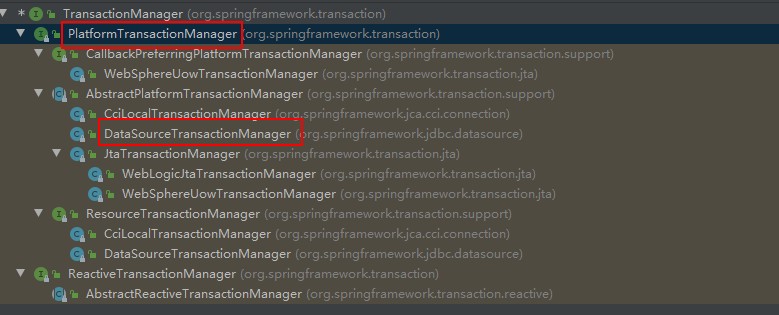 * TransactionManager (org.springframework.transaction)
PlatformTransactionManager (org.springframework.transaction)
CallbackPreferringPlatformTransactionManager (org.springframework.transaction.support)
WebSphereUowTransactionManager (org.springframework.transaction.jta)
AbstractPlatformTransactionManager (org.springframework.transaction.support)
CciLocalTransactionManager (org.springframework.jca.cci.connection)
DataSourceTransactionManager (org.springframework.jdbc.datasource)
JtaTransactionManager (org.springframework.transaction.jta)
WebLogicJtaTransactionManager (org.springframework.transaction.jta)
WebSphereUowTransactionManager (org.springframework.transaction.jta)
ResourceTransactionManager (org.springframework.transaction.support)
CciLocalTransactionManager (org.springframework.jca.cci.connection)
DataSourceTransactionManager (org.springframework.jdbc.datasource)
ReactiveTransactionManager (org.springframework.transaction)
AbstractReactiveTransactionManager (org.springframework.transaction.reactive)